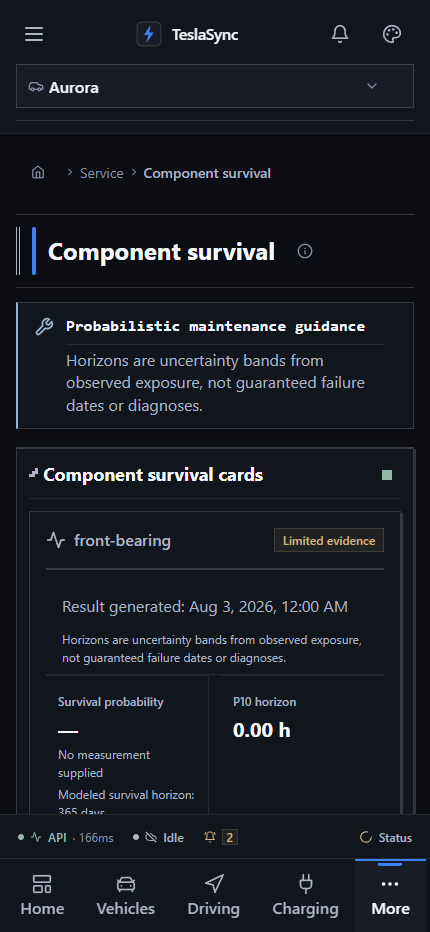 TeslaSync
Aurora
Service
Component survival
Component survival
Probabilistic maintenance guidance
Horizons are uncertainty bands from
observed exposure, not guaranteed failure
dates or diagnoses.
Component survival cards
front-bearing
Limited evidence
Result generated: Aug 3, 2026, 12:00 AM
Horizons are uncertainty bands from observed exposure,
not guaranteed failure dates or diagnoses.
Survival probability
—
No measurement
supplied
Modeled survival horizon:
365 days
P10 horizon
0.00 h
API · 166ms
Idle
2
Status
Home
Vehicles
Driving
Charging
More